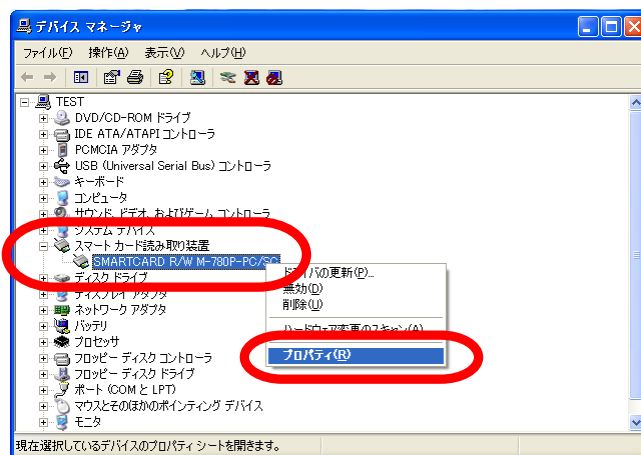 デバイス マネージャ
ファイル(F) 操作(A) 表示(V) ヘルプ(H)
TEST
DVD/CD-ROM ドライブ
IDE ATA/ATAPI コントローラ
PCMCIA アダプタ
USB (Universal Serial Bus) コントローラ
キーボード
コンピュータ
サウンド、ビデオ、およびゲーム コントローラ
システム デバイス
スマート カード読み取り装置
SMARTCARD R/W M-780P-PC/SC
ドライバの更新(P)...
ディスク ドライブ
無効(D)
ディスプレイ アダプタ
削除(U)
ネットワーク アダプタ
ハードウェア変更のスキャン(A)
バッテリ
プロセッサ
プロパティ(R)
フロッピー ディスク コントローラ
フロッピー ディスク ドライブ
ポート (COM と LPT)
マウスとそのほかのポインティング デバイス
モニタ
現在選択しているデバイスのプロパティ シートを開きます。